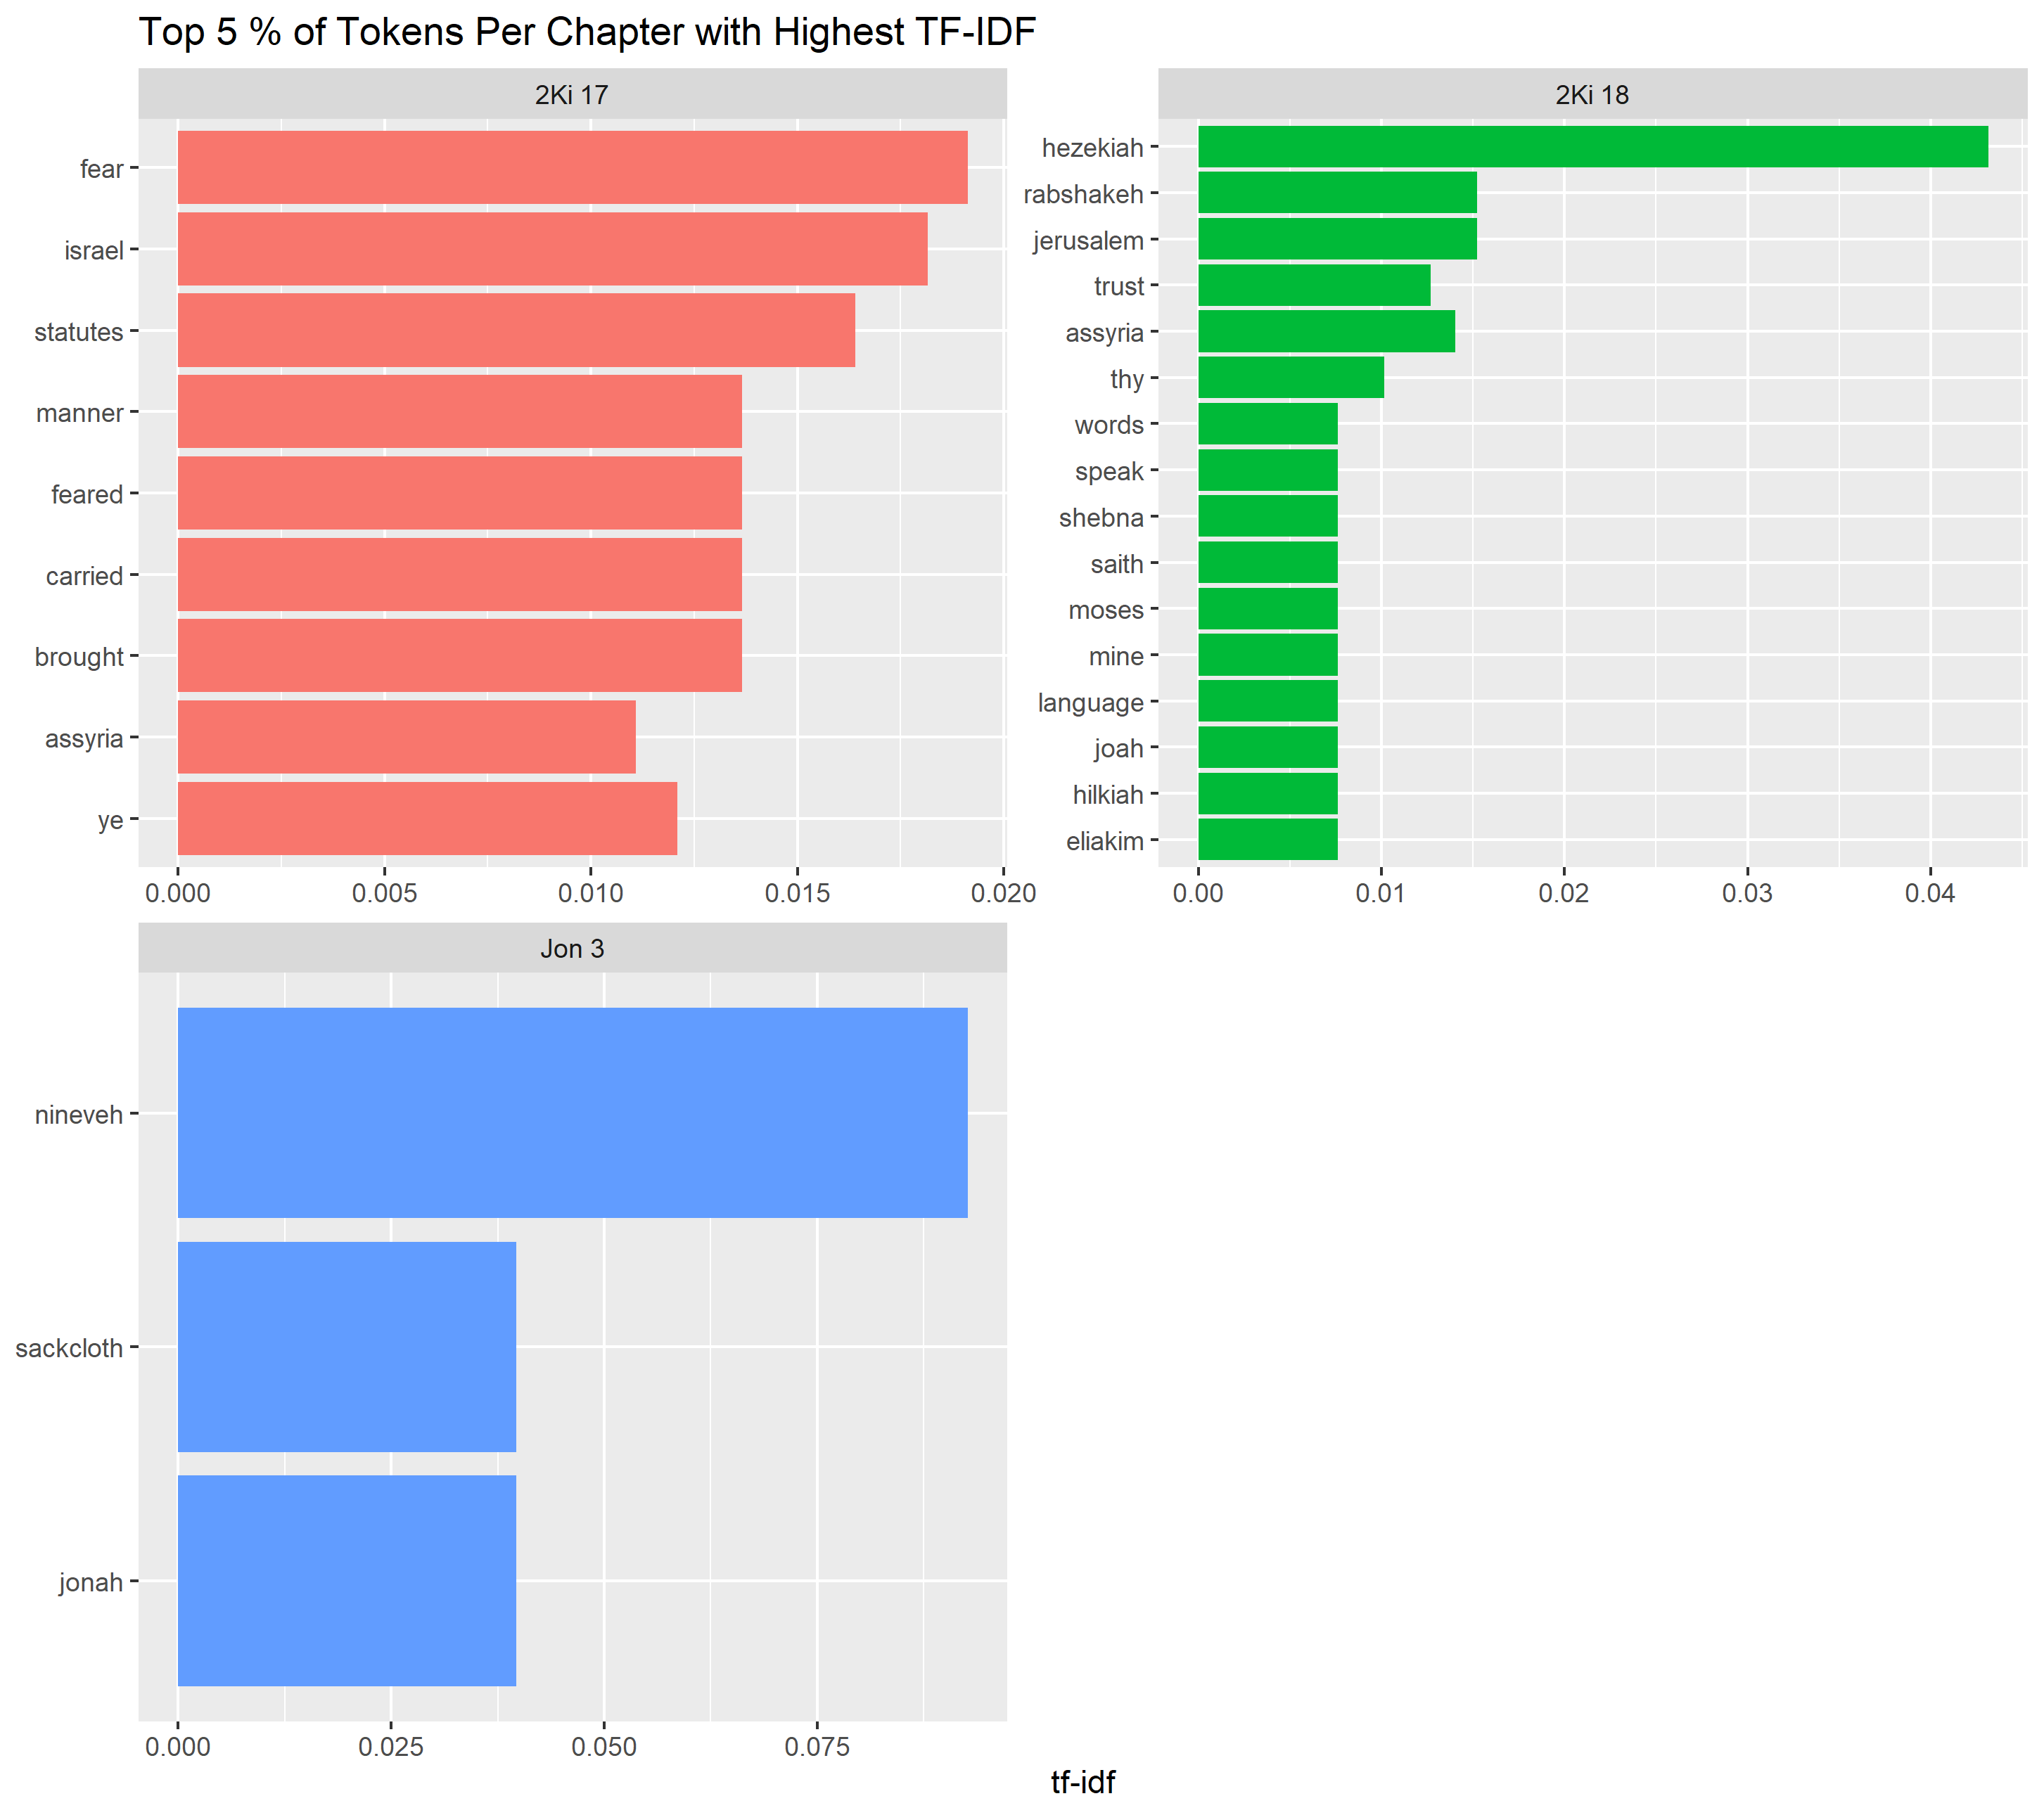 Top 5 % of Tokens Per Chapter with Highest TF-IDF
2Ki 17
fear
israel
statutes
manner
feared
carried
brought
assyria
ye
0.000 0.005 0.010 0.015 0.020
2Ki 18
hezekiah
rabshakeh
jerusalem
trust
assyria
thy
words
speak
shebna
saith
moses
mine
language
joah
hilkiah
eliakim
0.00 0.01 0.02 0.03 0.04
Jon 3
nineveh
sackcloth
jonah
0.000 0.025 0.050 0.075
tf-idf